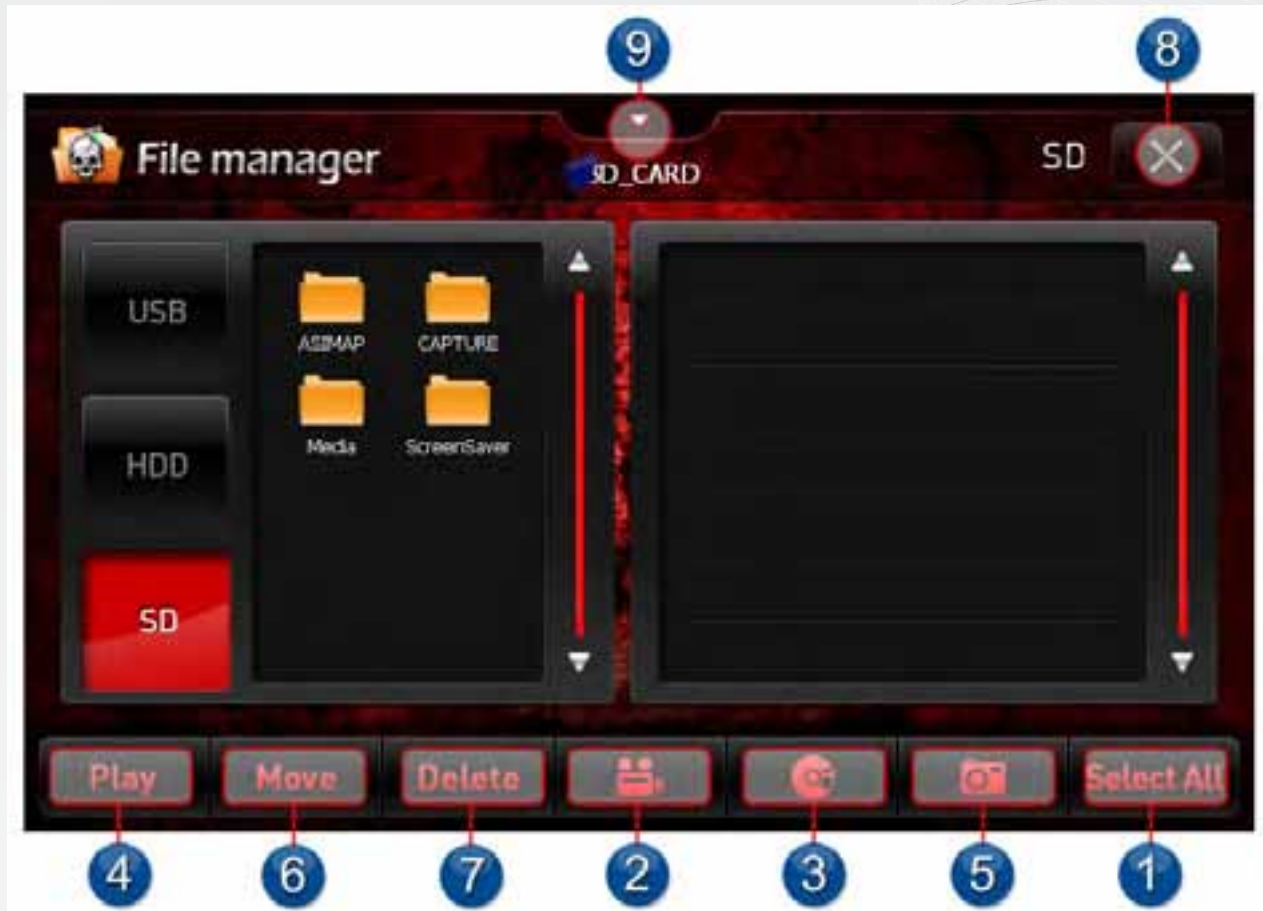 9 8
File manager
SD_CARD
SD
USB
ASIMAP CAPTURE
HDD
Media ScreenSaver
SD
Play Move Delete Select All
4 6 7 2 3 5 1